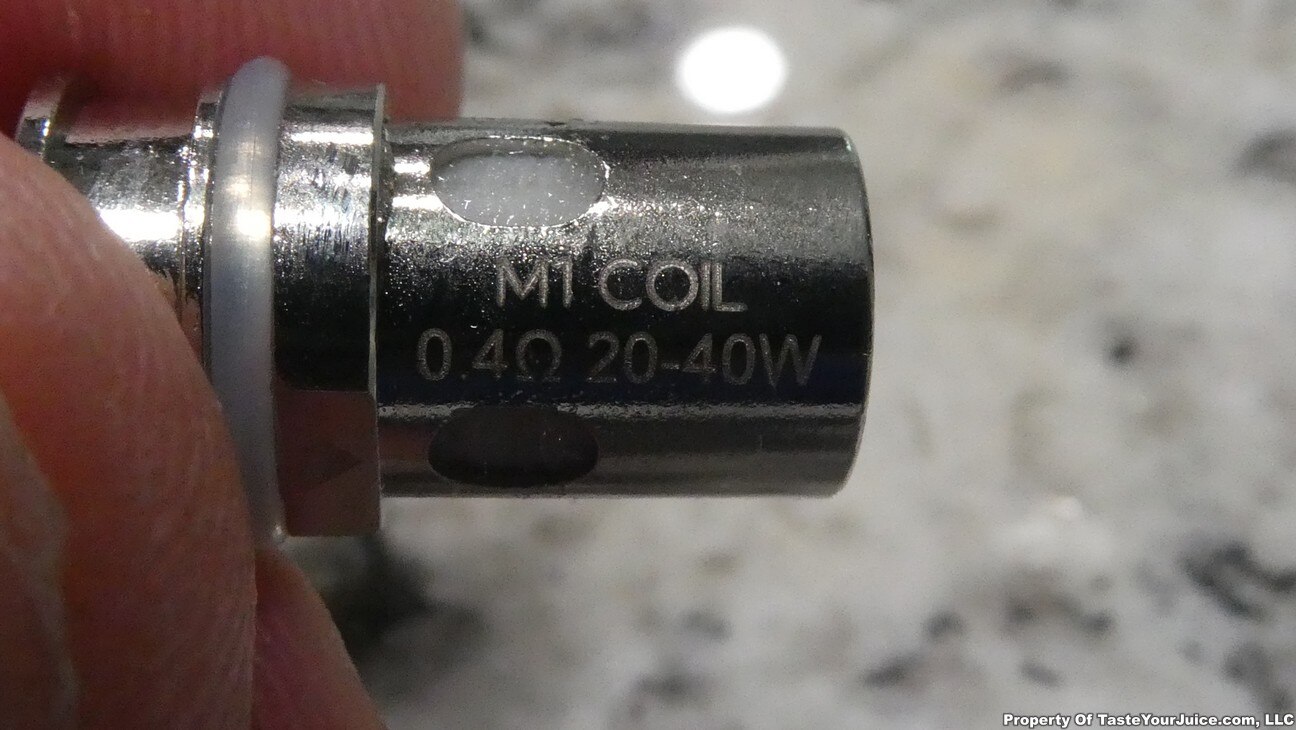 M1 COIL
0.4Ω 20-40W
Property Of TasteYourJuice.com, LLC